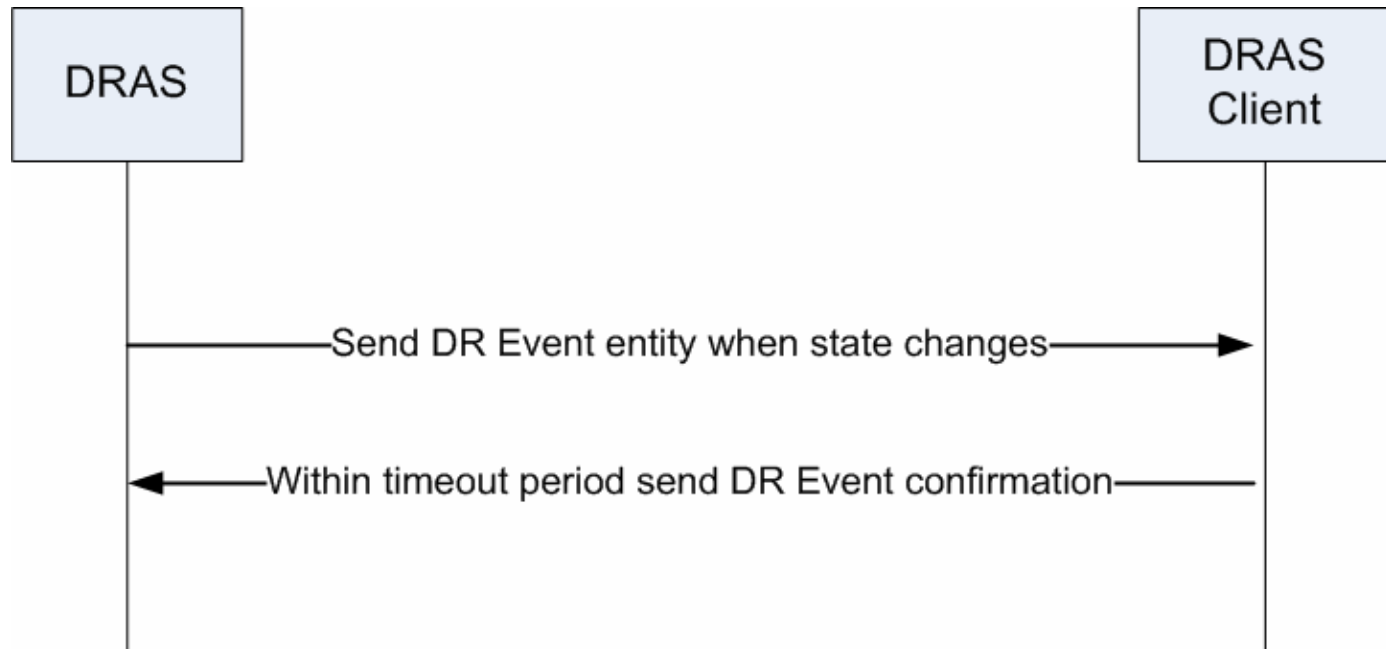 DRAS
DRAS
Client
Send DR Event entity when state changes
Within timeout period send DR Event confirmation